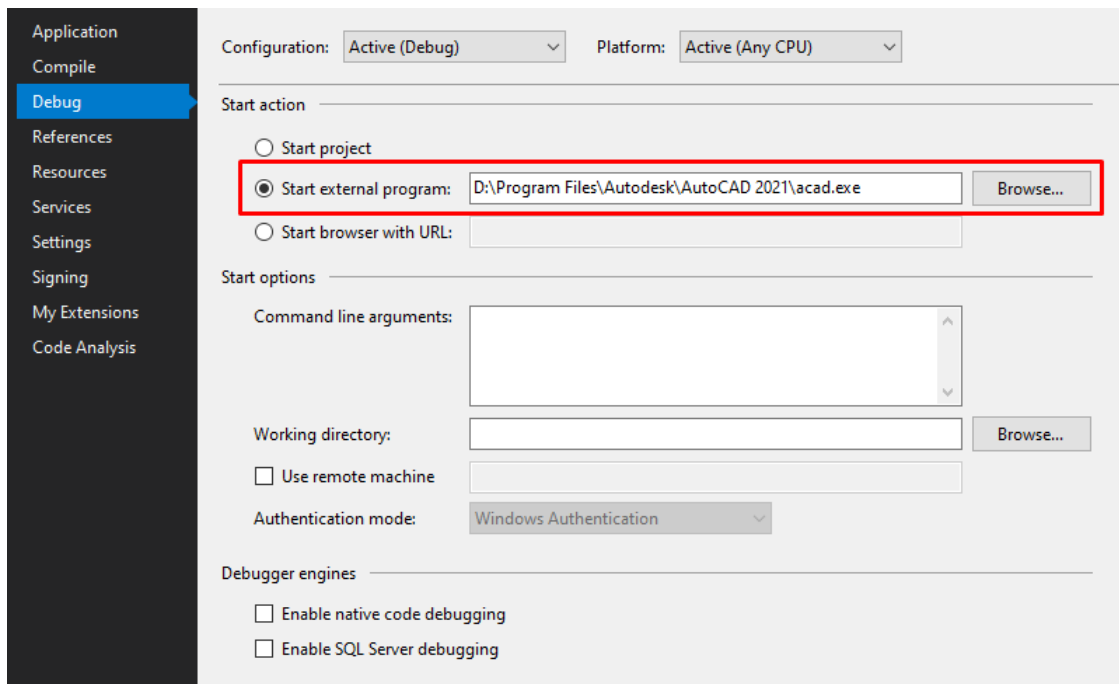 Application
Compile
Debug
References
Resources
Services
Settings
Signing
My Extensions
Code Analysis
Configuration: Active (Debug) Platform: Active (Any CPU)
Start action
Start project
Start external program: D:\Program Files\Autodesk\AutoCAD 2021\acad.exe Browse...
Start browser with URL:
Start options
Command line arguments:
Working directory: Browse...
Use remote machine
Authentication mode: Windows Authentication
Debugger engines
Enable native code debugging
Enable SQL Server debugging